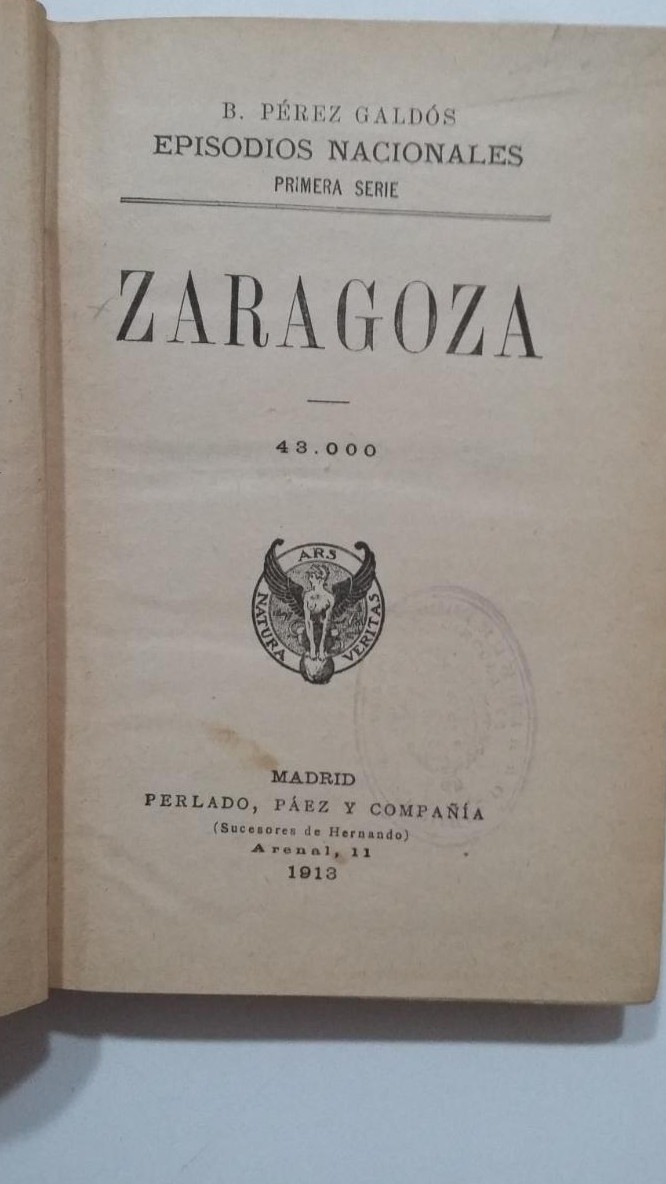 B. PÉREZ GALDÓS
EPISODIOS NACIONALES
PRIMERA SERIE
ZARAGOZA
43.000
ARS
NATURA
VERITAS
MADRID
PERLADO, PÁEZ Y COMPAÑÍA
(Sucesores de Hernando)
Arenal, 11
1913